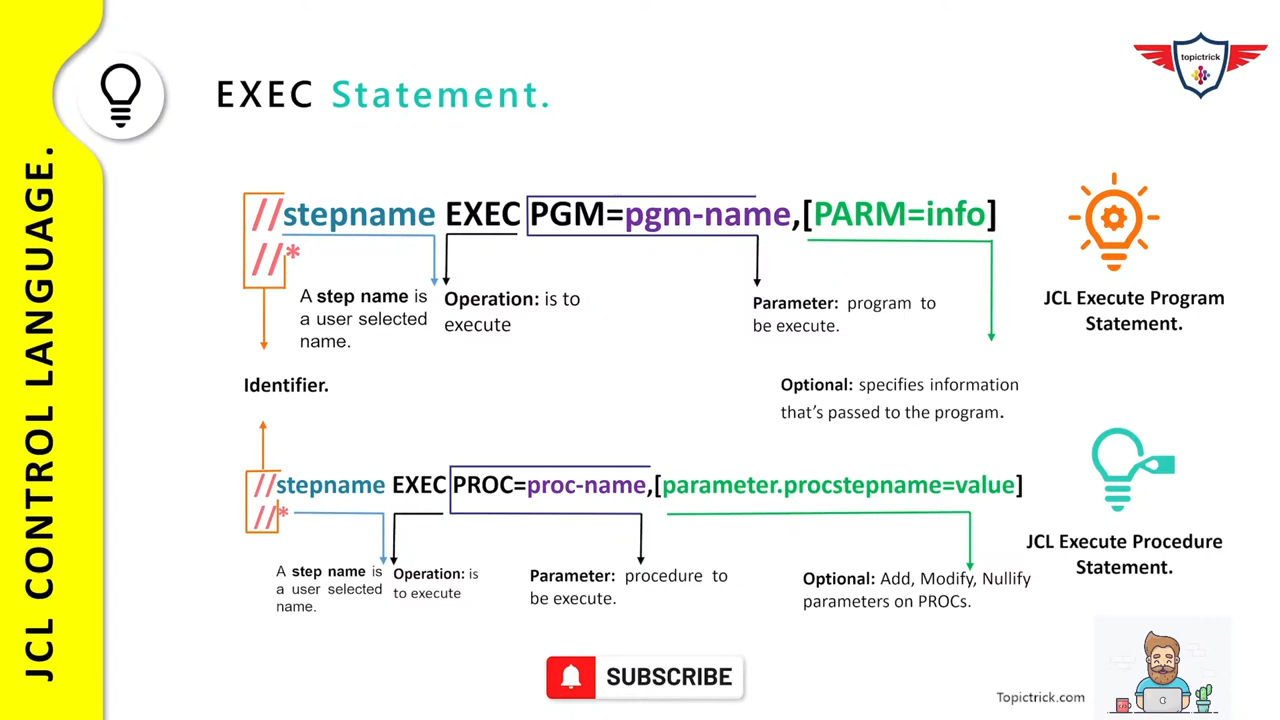 JCL CONTROL LANGUAGE.
EXEC Statement.
topictrick
//stepname EXEC PGM=pgm-name,[PARM=info]
//*
A step name is
a user selected
name.
Operation: is to
execute
Parameter: program to
be execute.
JCL Execute Program
Statement.
Identifier.
Optional: specifies information
that's passed to the program.
//stepname EXEC PROC=proc-name,[parameter.procstepname=value]
//*
A step name is
a user selected
name.
Operation: is
to execute
Parameter: procedure to
be execute.
Optional: Add, Modify, Nullify
parameters on PROCs.
JCL Execute Procedure
Statement.
SUBSCRIBE
Topictrick.com